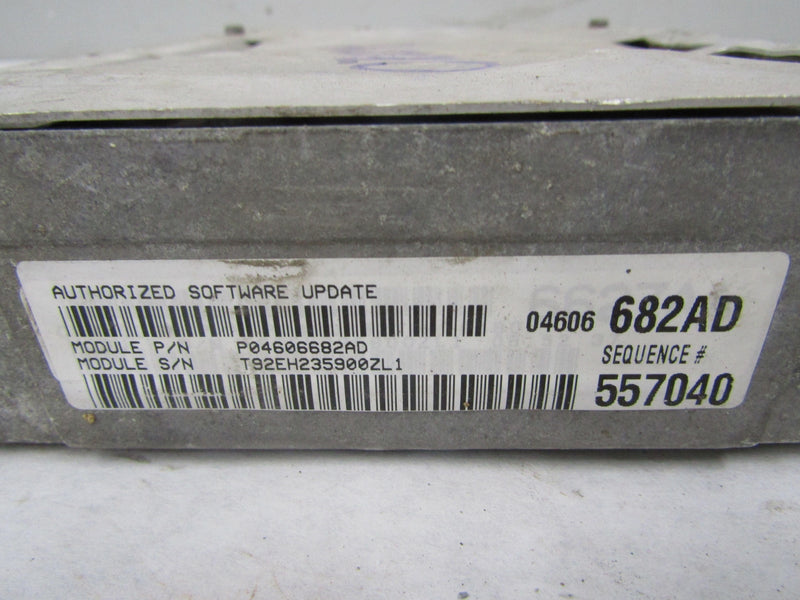 AUTHORIZED SOFTWARE UPDATE
04606 682AD
MODULE P/N P04606682AD
MODULE S/N T92EH235900ZL1
SEQUENCE #
557040